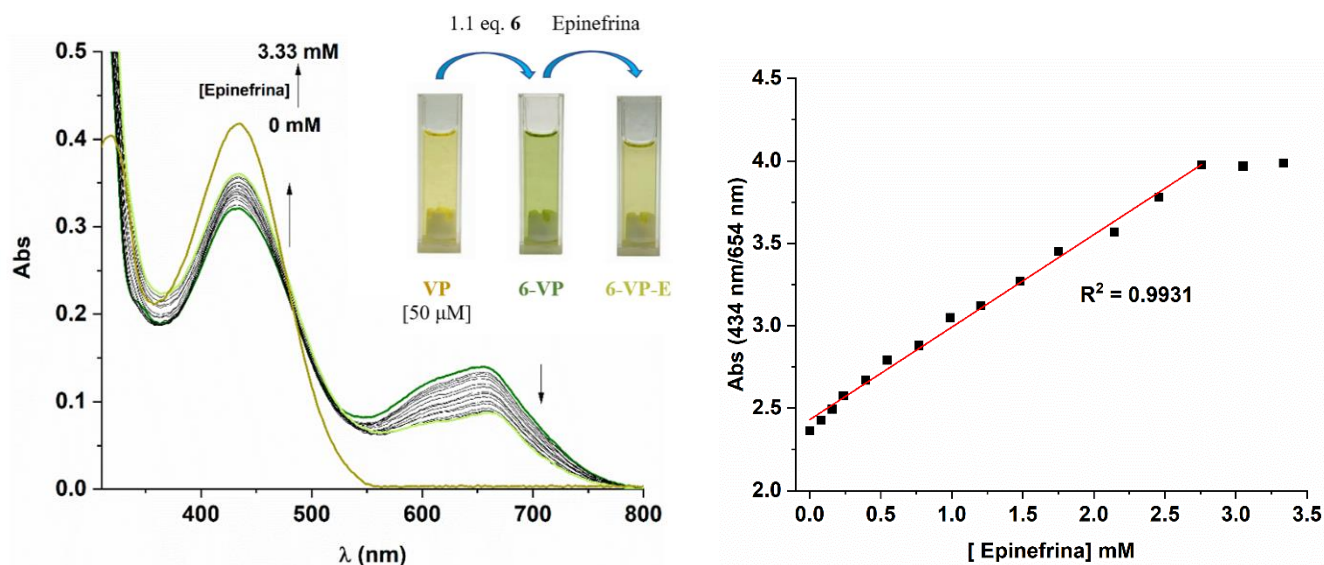 1.1 eq. 6 Epinefrina
3.33 mM
[Epinefrina]
0 mM
VP 6-VP 6-VP-E
[50 μM]
Abs
0.5
0.4
0.3
0.2
0.1
0.0
400 500 600 700 800
λ (nm)
Abs (434 nm/654 nm)
4.5
4.0
3.5
3.0
2.5
2.0
R² = 0.9931
0.0 0.5 1.0 1.5 2.0 2.5 3.0 3.5
[ Epinefrina] mM